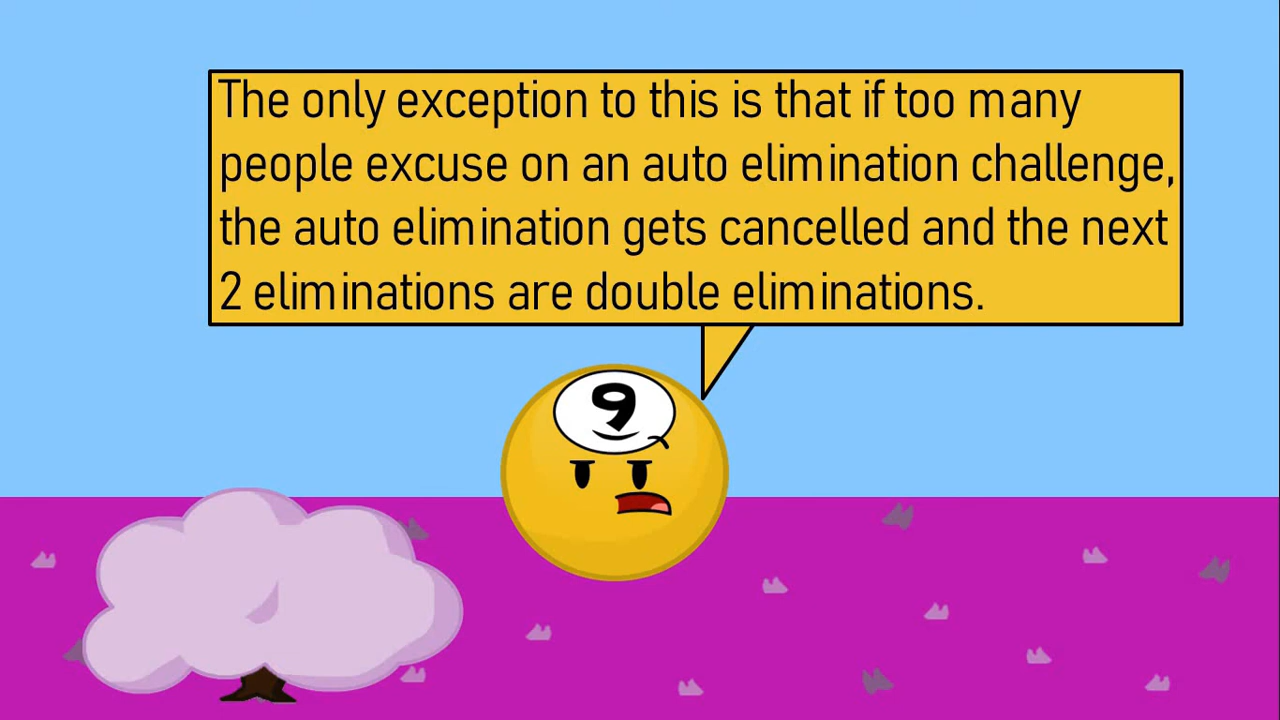 The only exception to this is that if too many
people excuse on an auto elimination challenge,
the auto elimination gets cancelled and the next
2 eliminations are double eliminations.
9